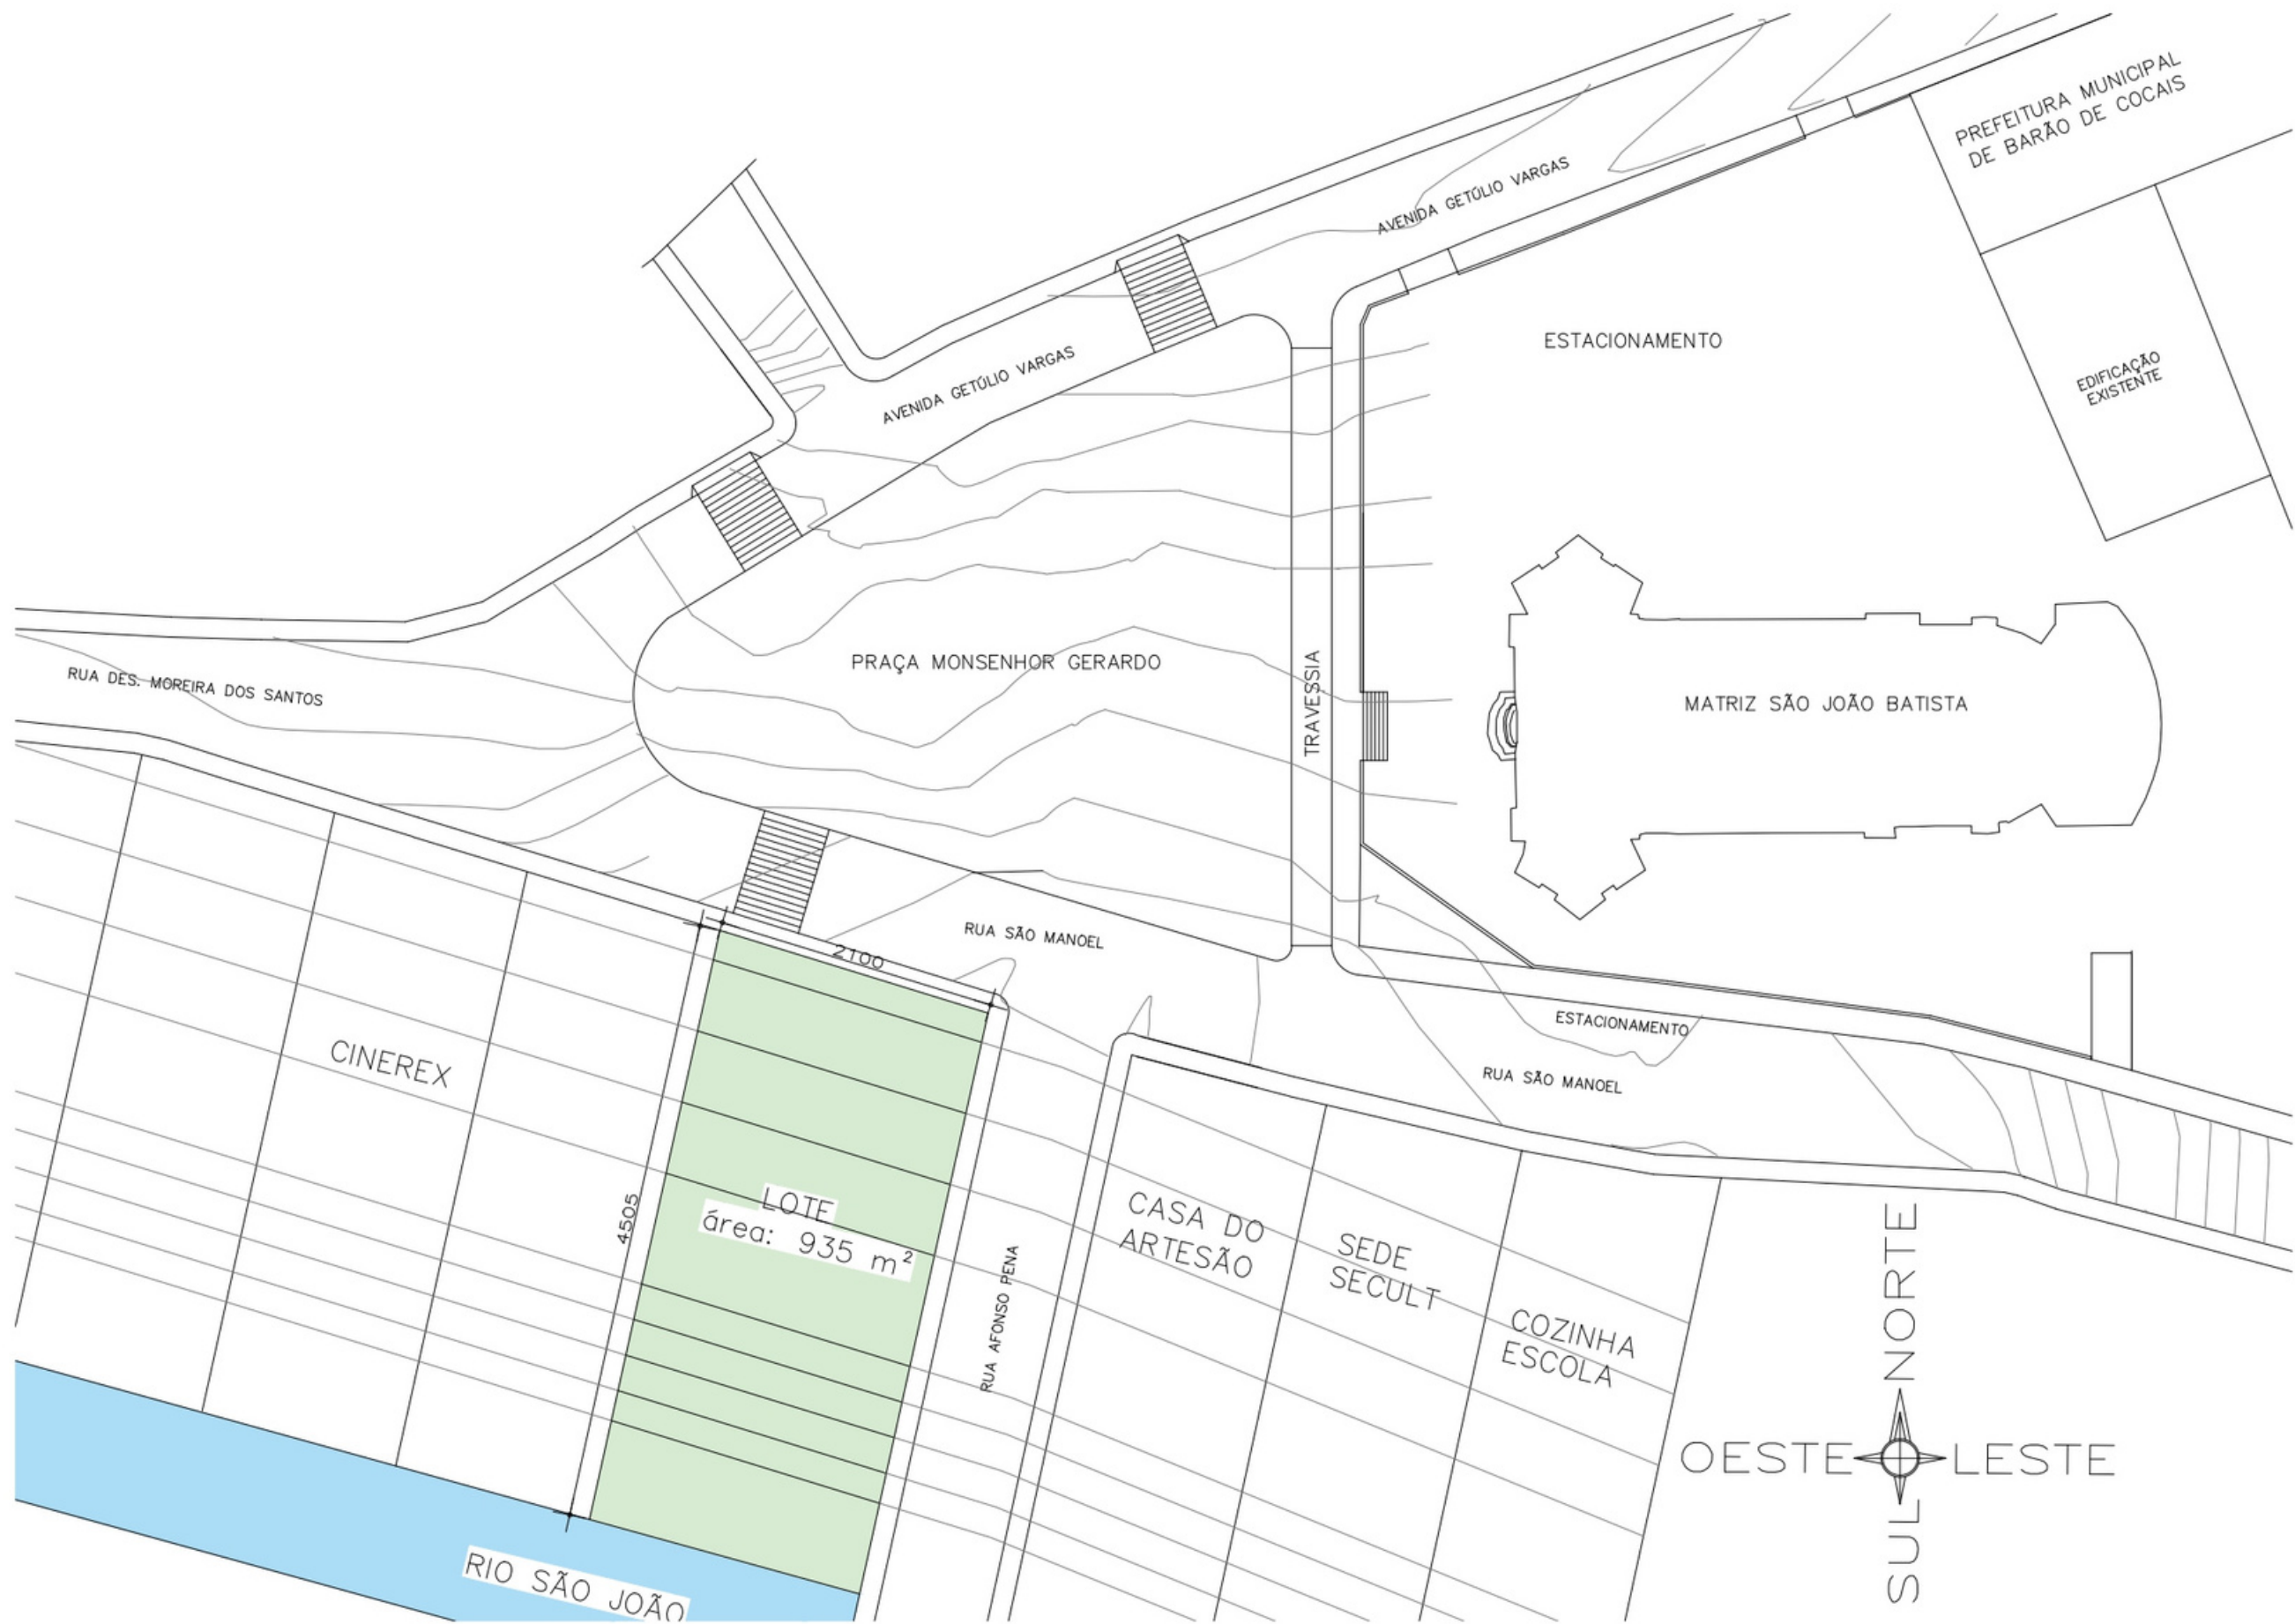 PREFEITURA MUNICIPAL
DE BARÃO DE COCAIS
AVENIDA GETÚLIO VARGAS
ESTACIONAMENTO
AVENIDA GETÚLIO VARGAS
EDIFICAÇÃO
EXISTENTE
RUA DES. MOREIRA DOS SANTOS
PRAÇA MONSENHOR GERARDO
TRAVESSIA
MATRIZ SÃO JOÃO BATISTA
RUA SÃO MANOEL
2100
ESTACIONAMENTO
RUA SÃO MANOEL
CINEREX
4505
LOTE
área: 935 m²
RUA AFONSO PENA
CASA DO
ARTESÃO
SEDE
SECULT
COZINHA
ESCOLA
NORTE
OESTE
LESTE
SUL
RIO SÃO JOÃO